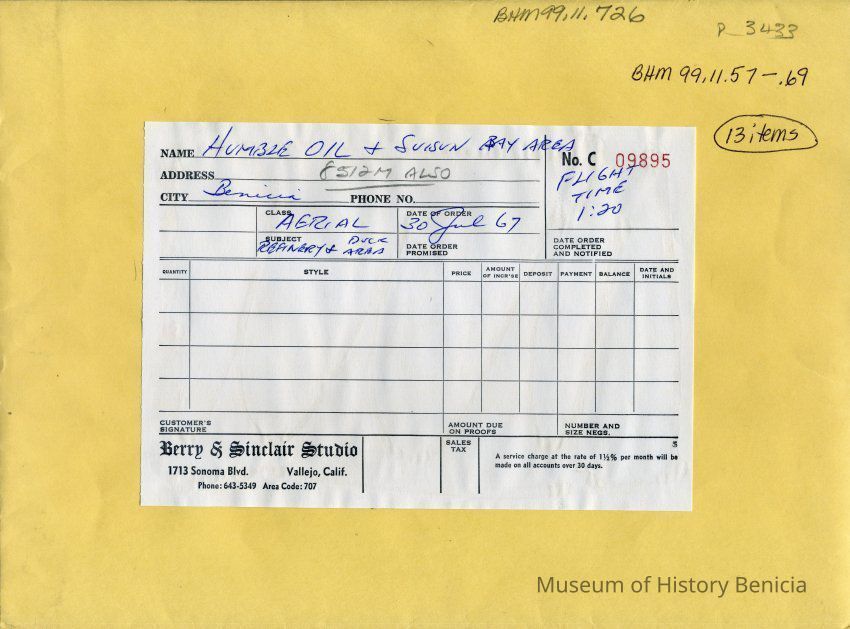 BHM 99.11.726
P_3433
BHM 99.11.57-.69
13 items
NAME HUMBLE OIL & SUISUN BAY AREA
No. C 09895
ADDRESS 8512M ALSO
FLIGHT
TIME
1:20
CITY Benicia PHONE NO.
CLASS AERIAL
DATE OF ORDER 30 Jul 67
SUBJECT REFINERY & DUCK AREA
DATE ORDER
PROMISED
DATE ORDER
COMPLETED
AND NOTIFIED
QUANTITY STYLE PRICE AMOUNT OF INCR'SE DEPOSIT PAYMENT BALANCE DATE AND INITIALS
CUSTOMER'S
SIGNATURE
AMOUNT DUE
ON PROOFS
NUMBER AND
SIZE NEGS.
Berry & Sinclair Studio
1713 Sonoma Blvd. Vallejo, Calif.
Phone: 643-5349 Area Code: 707
SALES
TAX
$
A service charge at the rate of 1½% per month will be
made on all accounts over 30 days.
Museum of History Benicia